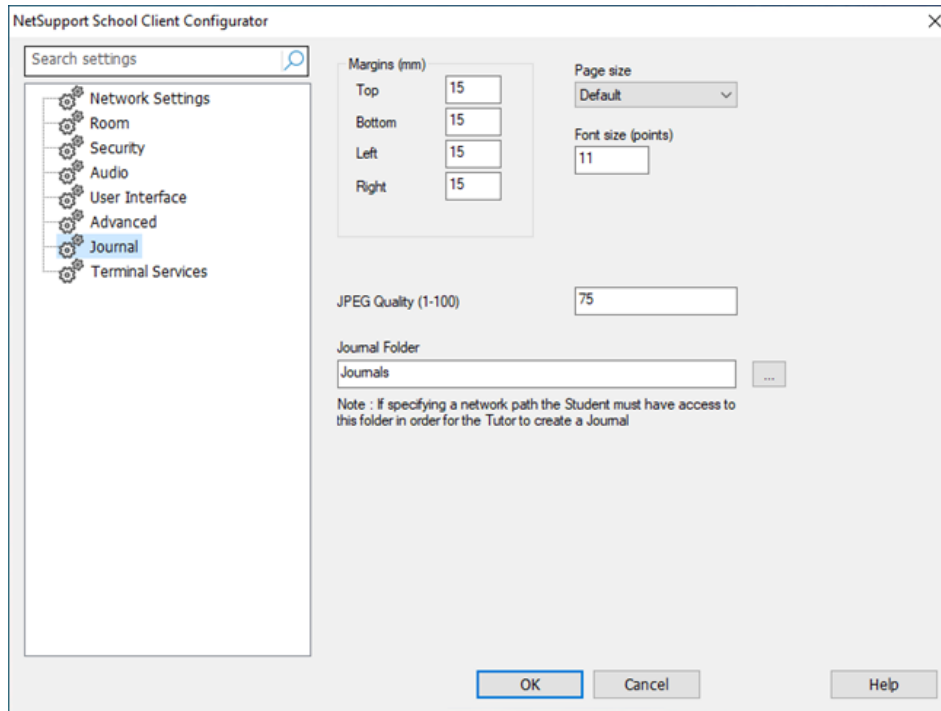 NetSupport School Client Configurator
Search settings
Network Settings
Room
Security
Audio
User Interface
Advanced
Journal
Terminal Services
Margins (mm)
Top 15
Bottom 15
Left 15
Right 15
Page size
Default
Font size (points)
11
JPEG Quality (1-100) 75
Journal Folder
Journals
...
Note : If specifying a network path the Student must have access to
this folder in order for the Tutor to create a Journal
OK Cancel Help